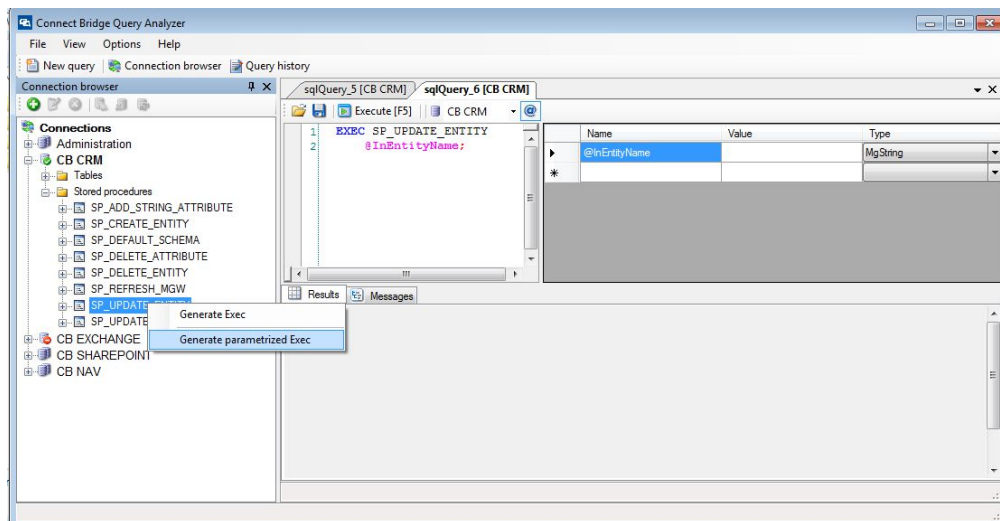 Connect Bridge Query Analyzer
File View Options Help
New query Connection browser Query history
Connection browser
sqlQuery_5 [CB CRM] sqlQuery_6 [CB CRM]
Execute [F5] CB CRM @
Connections
Administration
CB CRM
Tables
Stored procedures
SP_ADD_STRING_ATTRIBUTE
SP_CREATE_ENTITY
SP_DEFAULT_SCHEMA
SP_DELETE_ATTRIBUTE
SP_DELETE_ENTITY
SP_REFRESH_MGW
SP_UPDATE_ENTITY
SP_UPDATE
CB EXCHANGE
CB SHAREPOINT
CB NAV
Generate Exec
Generate parametrized Exec
1 EXEC SP_UPDATE_ENTITY
2 @InEntityName;
Name Value Type
@InEntityName MgString
Results Messages